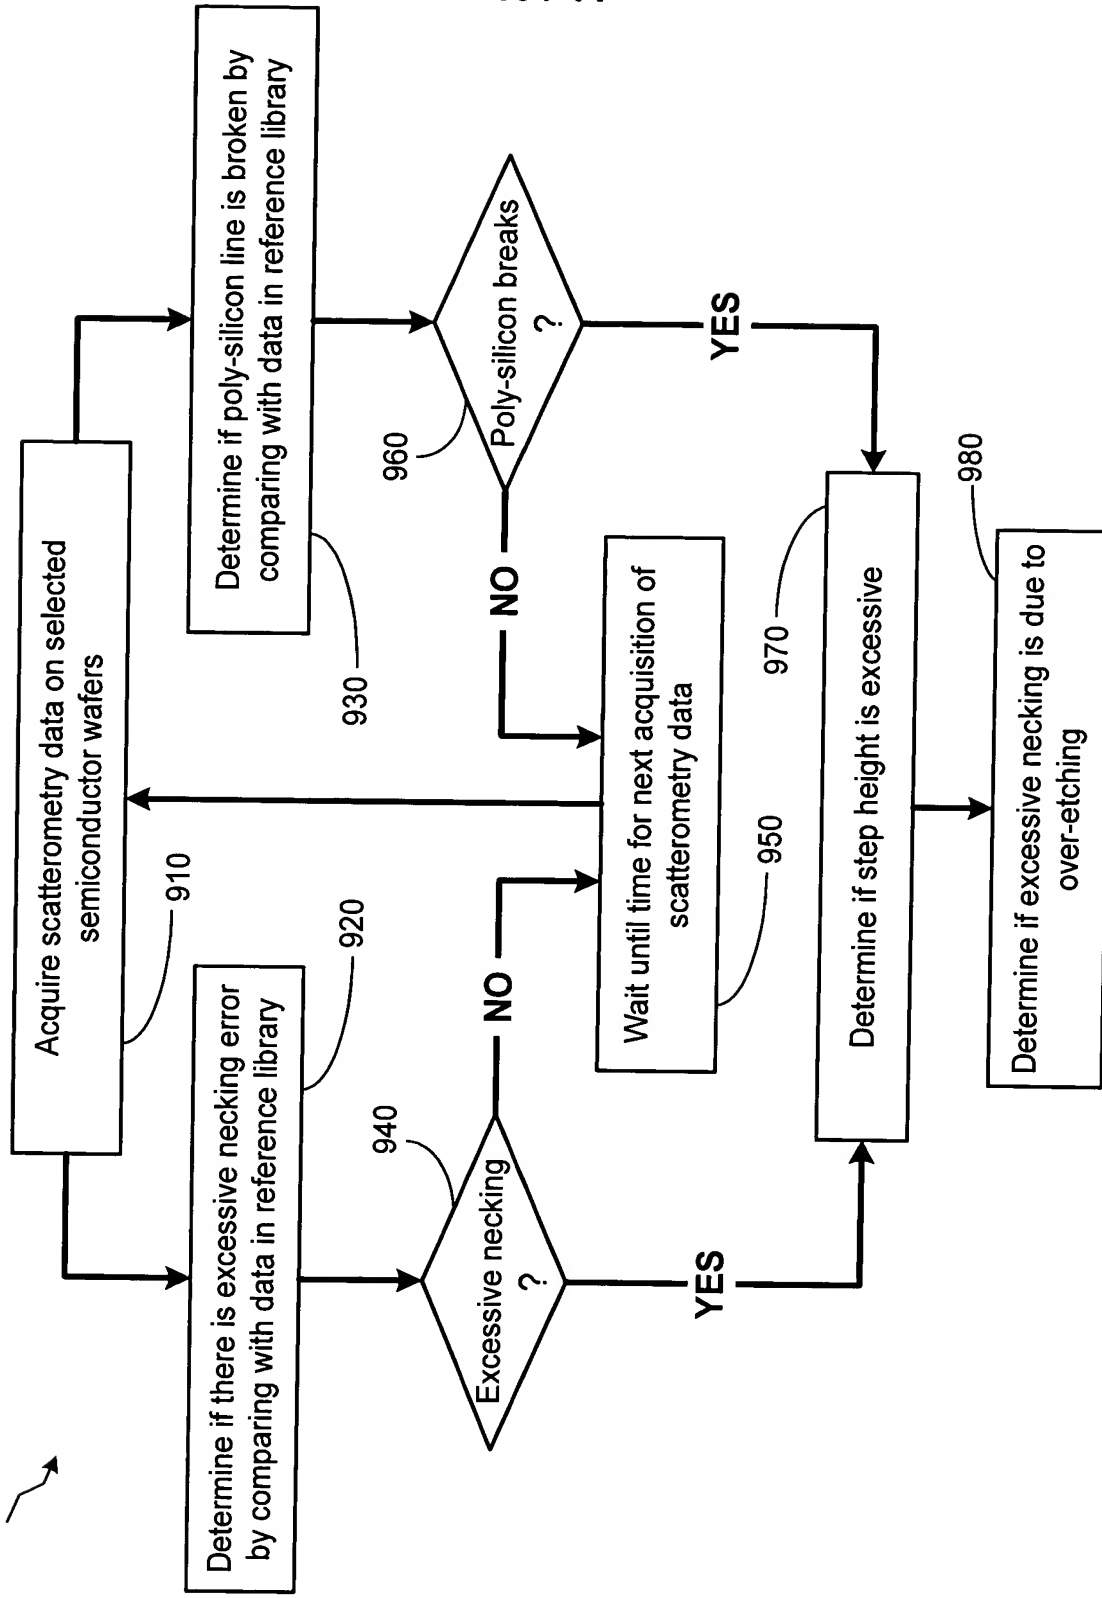 Acquire scatterometry data on selected
semiconductor wafers
910
Determine if there is excessive necking error
by comparing with data in reference library
920
Determine if poly-silicon line is broken by
comparing with data in reference library
930
Excessive necking
?
940
Poly-silicon breaks
?
960
NO
NO
Wait until time for next acquisition of
scatterometry data
950
YES
YES
Determine if step height is excessive
970
Determine if excessive necking is due to
over-etching
980